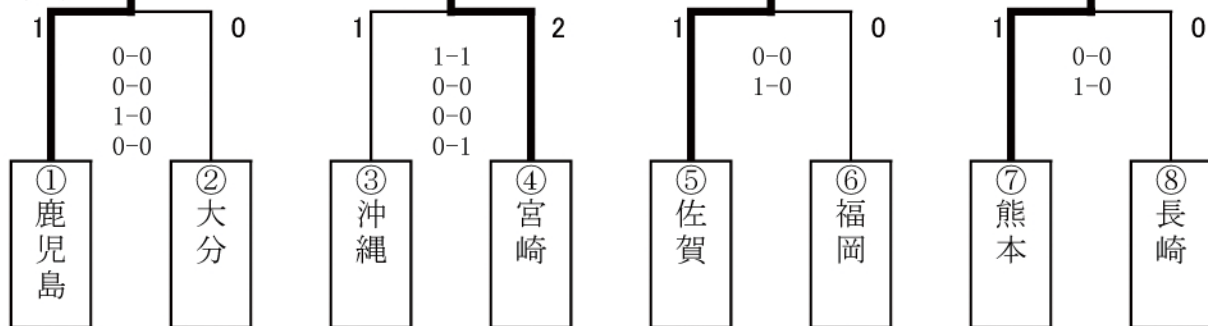 1 0 1 2 1 0 1 0
0-0 1-1 0-0 0-0
0-0 0-0 1-0 1-0
1-0 0-0
0-0 0-1
①鹿児島
②大分
③沖縄
④宮崎
⑤佐賀
⑥福岡
⑦熊本
⑧長崎